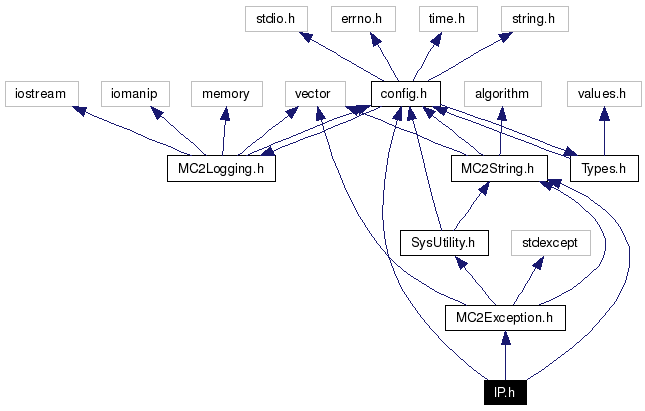 stdio.h
errno.h
time.h
string.h
iostream
iomanip
memory
vector
config.h
algorithm
values.h
MC2Logging.h
MC2String.h
Types.h
SysUtility.h
stdexcept
MC2Exception.h
IP.h